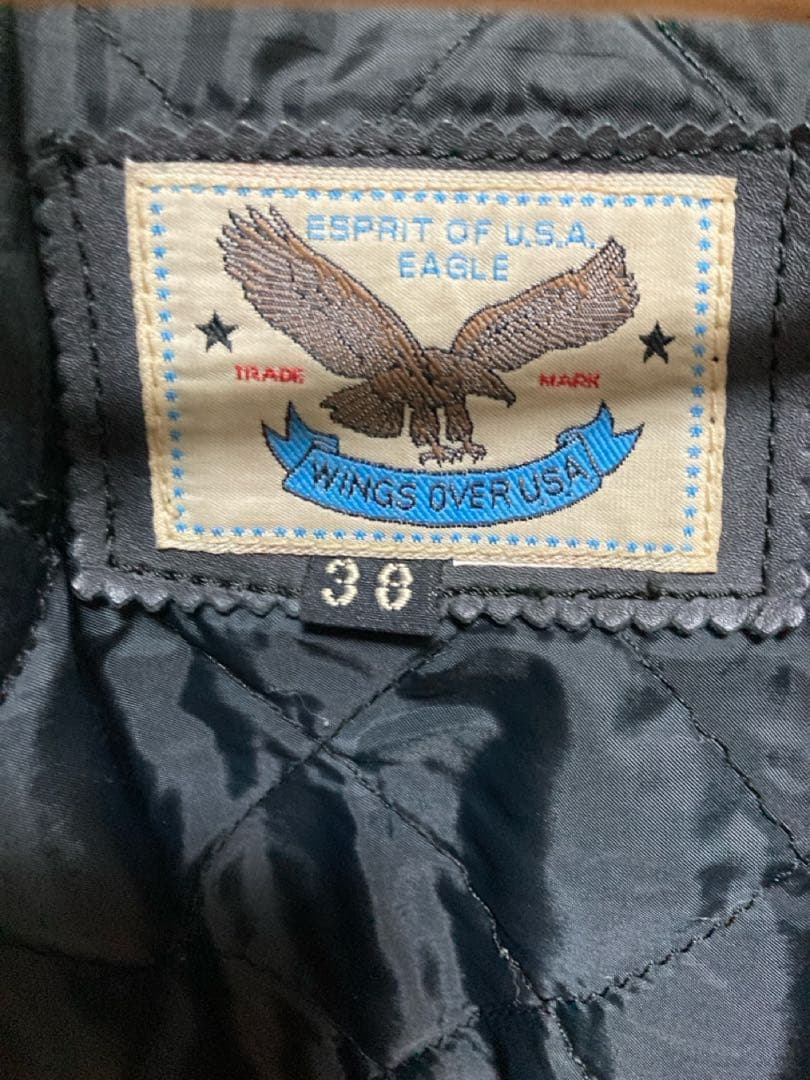 ESPRIT OF U.S.A.
EAGLE
TRADE MARK
WINGS OVER USA
38